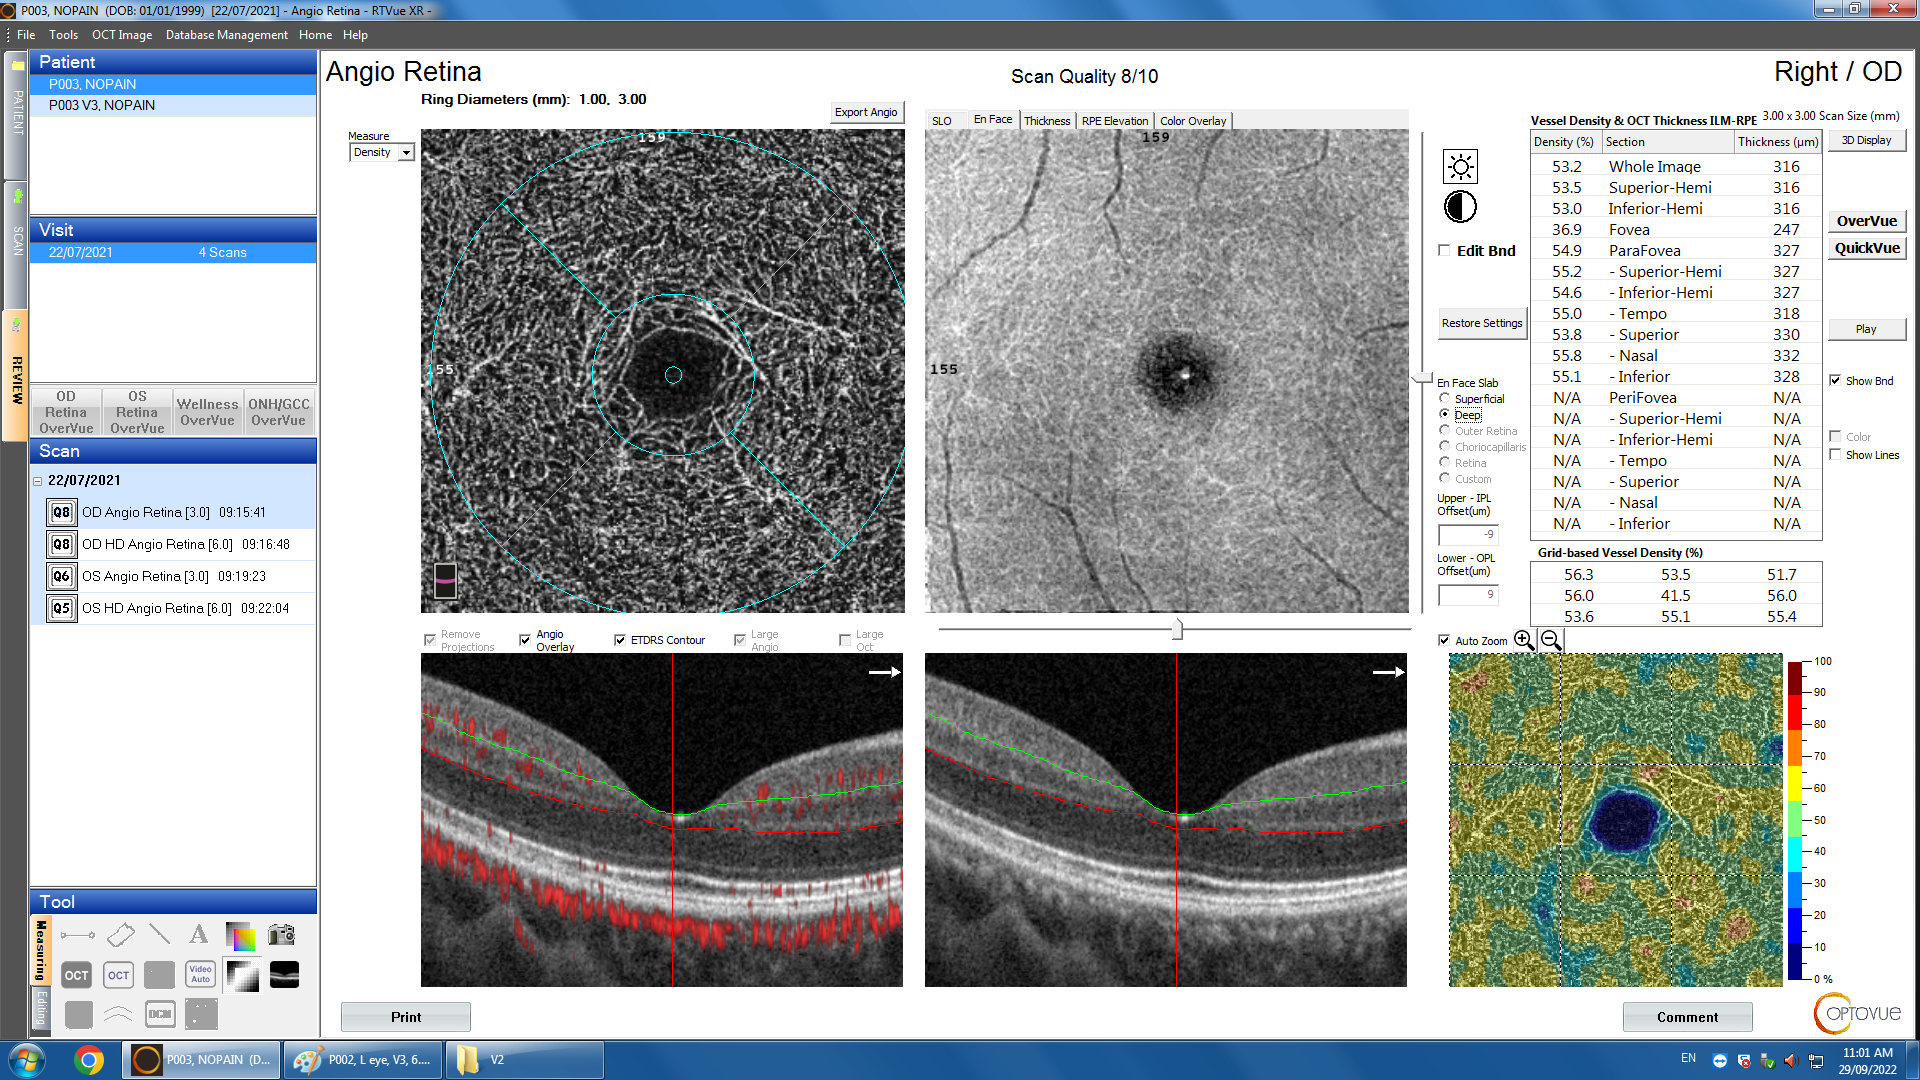 P003, NOPAIN  (DOB: 01/01/1999)  [22/07/2021] - Angio Retina - RTVue XR -
File Tools OCT Image Database Management Home Help
PATIENT
SCAN
REVIEW
Patient
P003, NOPAIN
P003 V3, NOPAIN
Visit
22/07/2021 4 Scans
OD Retina OverVue
OS Retina OverVue
Wellness OverVue
ONH/GCC OverVue
Scan
22/07/2021
Q8 OD Angio Retina [3.0] 09:15:41
Q8 OD HD Angio Retina [6.0] 09:16:48
Q6 OS Angio Retina [3.0] 09:19:23
Q5 OS HD Angio Retina [6.0] 09:22:04
Tool
Measuring
Editing
A
OCT OCT Video Auto
DCM
Angio Retina
Scan Quality 8/10
Right / OD
Ring Diameters (mm): 1.00, 3.00
Export Angio
Measure
Density
159
155
SLO En Face Thickness RPE Elevation Color Overlay
159
155
Edit Bnd
Restore Settings
En Face Slab
Superficial
Deep
Outer Retina
Choriocapillaris
Retina
Custom
Upper - IPL
Offset(um)
-9
Lower - OPL
Offset(um)
9
Remove Projections
Angio Overlay
ETDRS Contour
Large Angio
Large Oct
Auto Zoom
Vessel Density & OCT Thickness ILM-RPE 3.00 x 3.00 Scan Size (mm)
Density (%) Section Thickness (µm)
53.2 Whole Image 316
53.5 Superior-Hemi 316
53.0 Inferior-Hemi 316
36.9 Fovea 247
54.9 ParaFovea 327
55.2 - Superior-Hemi 327
54.6 - Inferior-Hemi 327
55.0 - Tempo 318
53.8 - Superior 330
55.8 - Nasal 332
55.1 - Inferior 328
N/A PeriFovea N/A
N/A - Superior-Hemi N/A
N/A - Inferior-Hemi N/A
N/A - Tempo N/A
N/A - Superior N/A
N/A - Nasal N/A
N/A - Inferior N/A
Grid-based Vessel Density (%)
56.3 53.5 51.7
56.0 41.5 56.0
53.6 55.1 55.4
3D Display
OverVue
QuickVue
Play
Show Bnd
Color
Show Lines
100
90
80
70
60
50
40
30
20
10
0 %
Print
Comment
OPTOVUE
P003, NOPAIN  (D...
P002, L eye, V3, 6....
V2
EN
11:01 AM
29/09/2022